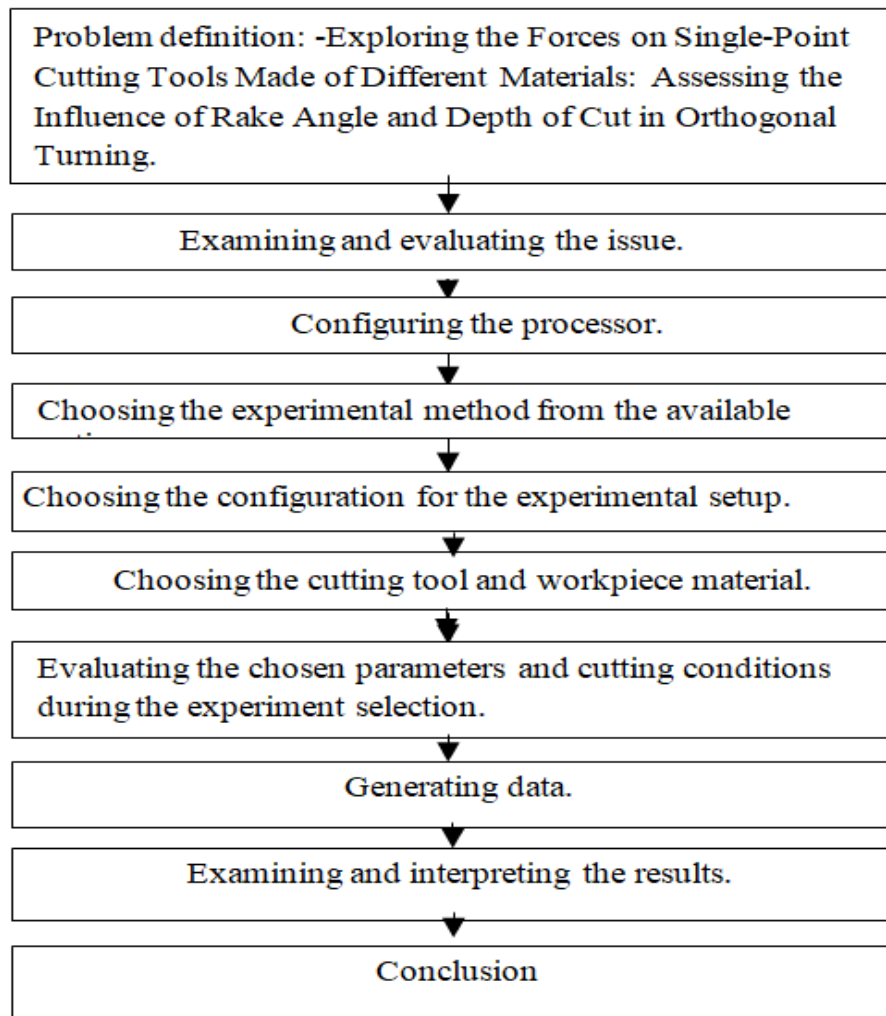 Problem definition: -Exploring the Forces on Single-Point
Cutting Tools Made of Different Materials: Assessing the
Influence of Rake Angle and Depth of Cut in Orthogonal
Turning.
Examining and evaluating the issue.
Configuring the processor.
Choosing the experimental method from the available
Choosing the configuration for the experimental setup.
Choosing the cutting tool and workpiece material.
Evaluating the chosen parameters and cutting conditions
during the experiment selection.
Generating data.
Examining and interpreting the results.
Conclusion